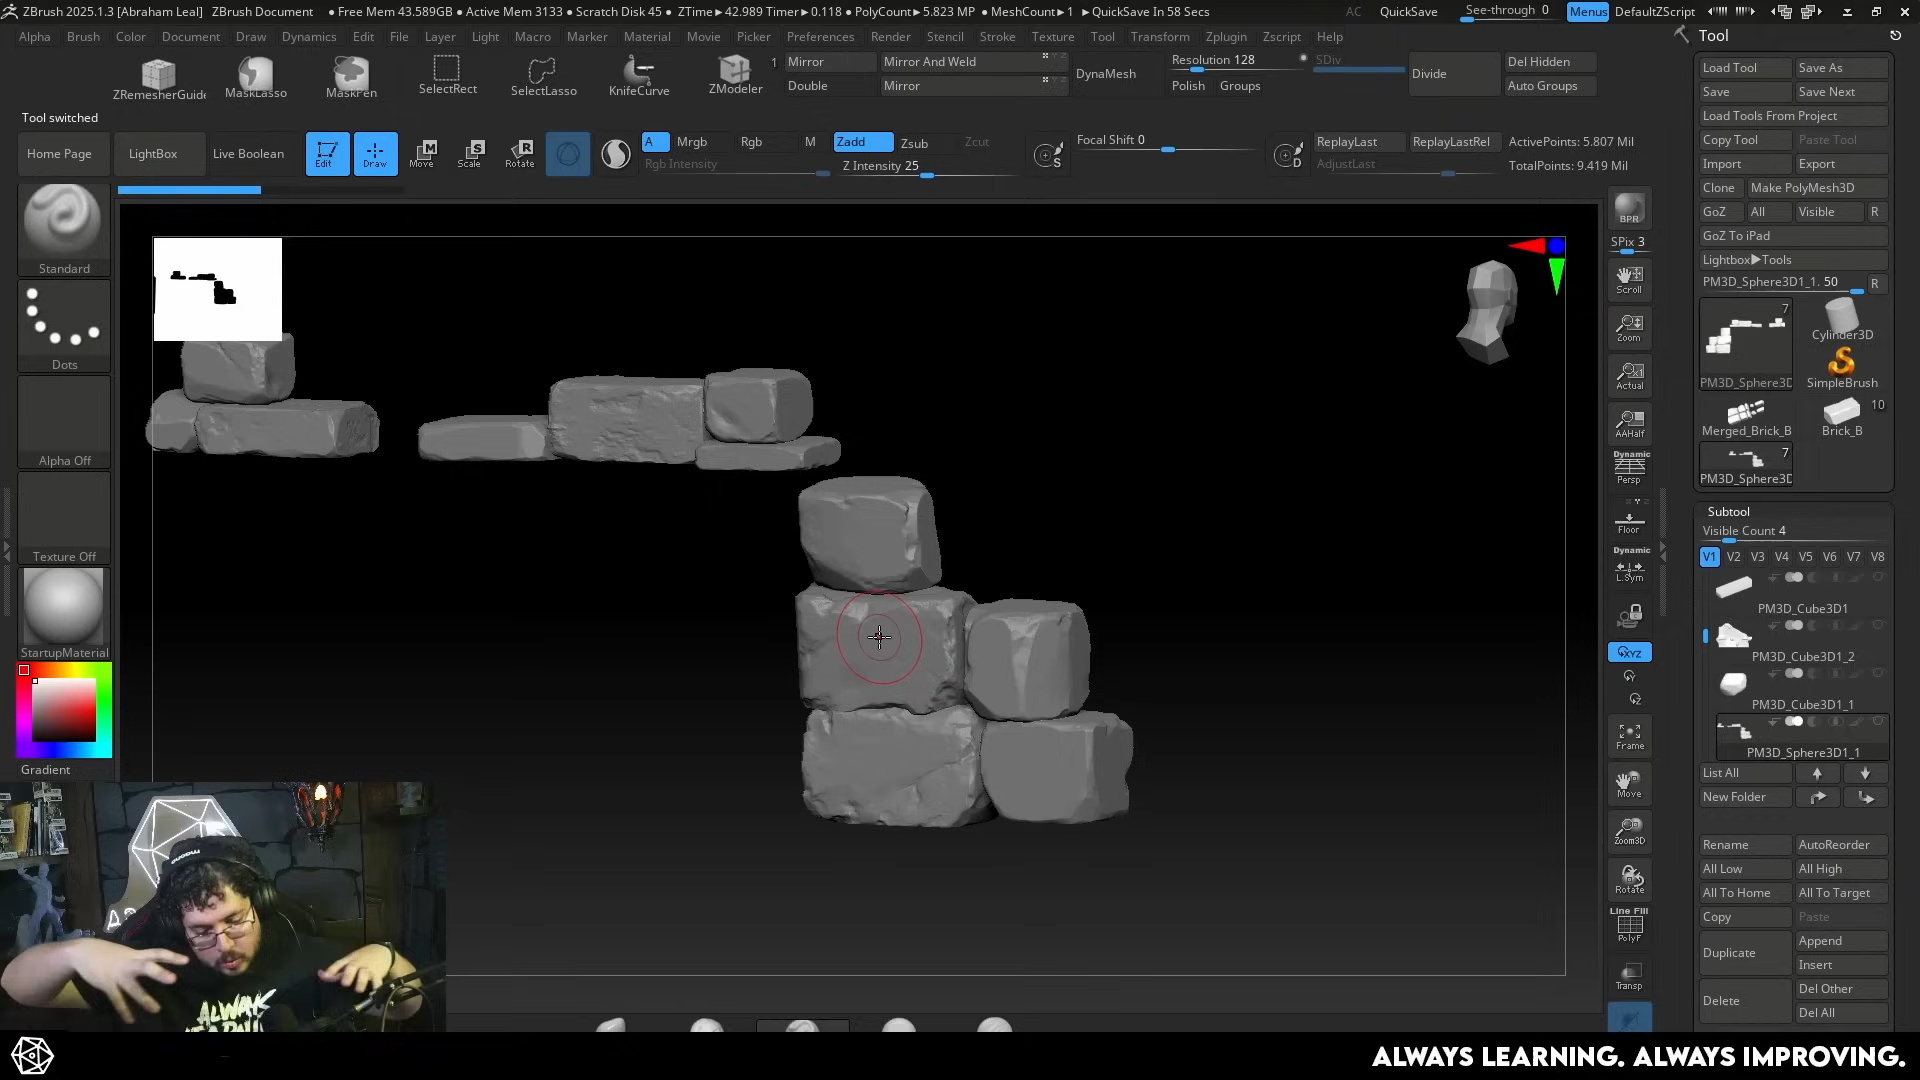 ZBrush 2025.1.3 [Abraham Leal] ZBrush Document ● Free Mem 43.589GB ● Active Mem 3133 ● Scratch Disk 45 ● ZTime►42.989 Timer►0.118 ● PolyCount►5.823 MP ● MeshCount►1 ►QuickSave In 58 Secs AC QuickSave See-through 0 Menus DefaultZScript
Alpha Brush Color Document Draw Dynamics Edit File Layer Light Macro Marker Material Movie Picker Preferences Render Stencil Stroke Texture Tool Transform Zplugin Zscript Help
ZRemesherGuide MaskLasso MaskPen SelectRect SelectLasso KnifeCurve ZModeler
1 Mirror Mirror And Weld
Double Mirror
DynaMesh
Resolution 128
Polish Groups
SDiv
Divide
Del Hidden
Auto Groups
Tool switched
Home Page LightBox Live Boolean
Edit Draw Move Scale Rotate
M S R
A Mrgb Rgb M Zadd Zsub Zcut
Rgb Intensity Z Intensity 25
Focal Shift 0
S D
ReplayLast ReplayLastRel
AdjustLast
ActivePoints: 5.807 Mil
TotalPoints: 9.419 Mil
Standard
Dots
Alpha Off
Texture Off
StartupMaterial
Gradient
BPR
SPix 3
Scroll
Zoom
Actual
AAHalf
Dynamic
Persp
Floor
Dynamic
L.Sym
XYZ
Frame
Move
Zoom3D
Rotate
Line Fill
PolyF
Transp
Tool
Load Tool Save As
Save Save Next
Load Tools From Project
Copy Tool Paste Tool
Import Export
Clone Make PolyMesh3D
GoZ All Visible R
GoZ To iPad
Lightbox►Tools
PM3D_Sphere3D1_1. 50 R
7
PM3D_Sphere3D
Cylinder3D
SimpleBrush
Merged_Brick_B
10
Brick_B
7
PM3D_Sphere3D
Subtool
Visible Count 4
V1 V2 V3 V4 V5 V6 V7 V8
PM3D_Cube3D1
PM3D_Cube3D1_2
PM3D_Cube3D1_1
PM3D_Sphere3D1_1
List All
New Folder
Rename AutoReorder
All Low All High
All To Home All To Target
Copy Paste
Duplicate Append
Insert
Delete Del Other
Del All
ALWAYS LEARNING. ALWAYS IMPROVING.